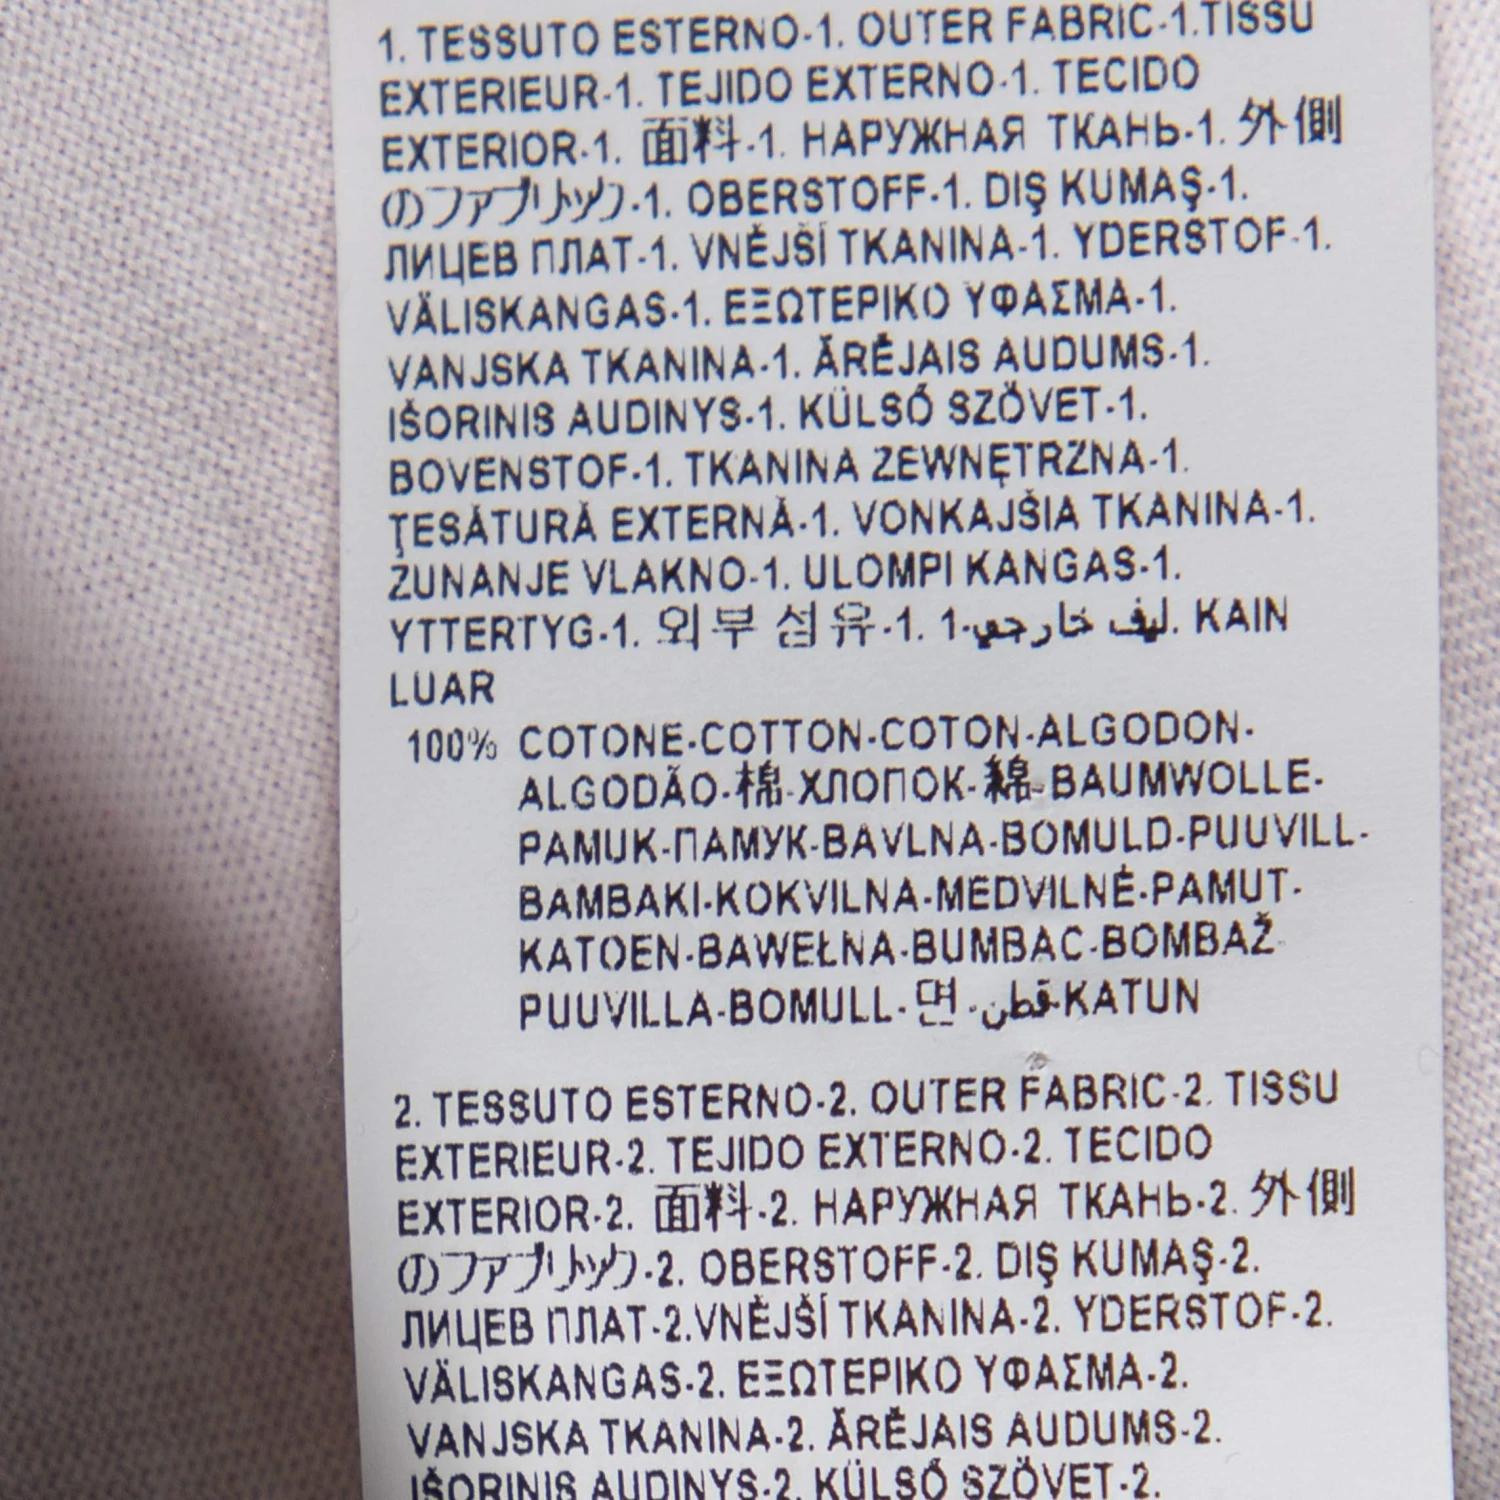 1. TESSUTO ESTERNO-1. OUTER FABRIC-1.TISSU
EXTERIEUR-1. TEJIDO EXTERNO-1. TECIDO
EXTERIOR-1. 面料-1. НАРУЖНАЯ ТКАНЬ-1. 外側
のファブリック-1. OBERSTOFF-1. DIŞ KUMAŞ-1.
ЛИЦЕВ ПЛАТ-1. VNĚJŠÍ TKANINA-1. YDERSTOF-1.
VÄLISKANGAS-1. ΕΞΩΤΕΡΙΚΟ ΥΦΑΣΜΑ-1.
VANJSKA TKANINA-1. ĀRĒJAIS AUDUMS-1.
IŠORINIS AUDINYS-1. KÜLSŐ SZÖVET-1.
BOVENSTOF-1. TKANINA ZEWNĘTRZNA-1.
ŢESĂTURĂ EXTERNĂ-1. VONKAJŠIA TKANINA-1.
ZUNANJE VLAKNO-1. ULOMPI KANGAS-1.
YTTERTYG-1. 외부 섬유-1. 1-ليف خارجي. KAIN
LUAR
100% COTONE-COTTON-COTON-ALGODON-
ALGODÃO-棉-ХЛОПОК-綿-BAUMWOLLE-
PAMUK-ПАМУК-BAVLNA-BOMULD-PUUVILL-
BAMBAKI-KOKVILNA-MEDVILNĖ-PAMUT-
KATOEN-BAWEŁNA-BUMBAC-BOMBAŽ
PUUVILLA-BOMULL-면-قطن-KATUN
2. TESSUTO ESTERNO-2. OUTER FABRIC-2. TISSU
EXTERIEUR-2. TEJIDO EXTERNO-2. TECIDO
EXTERIOR-2. 面料-2. НАРУЖНАЯ ТКАНЬ-2. 外側
のファブリック-2. OBERSTOFF-2. DIŞ KUMAŞ-2.
ЛИЦЕВ ПЛАТ-2.VNĚJŠÍ TKANINA-2. YDERSTOF-2.
VÄLISKANGAS-2. ΕΞΩΤΕΡΙΚΟ ΥΦΑΣΜΑ-2.
VANJSKA TKANINA-2. ĀRĒJAIS AUDUMS-2.
IŠORINIS AUDINYS-2. KÜLSŐ SZÖVET-2.